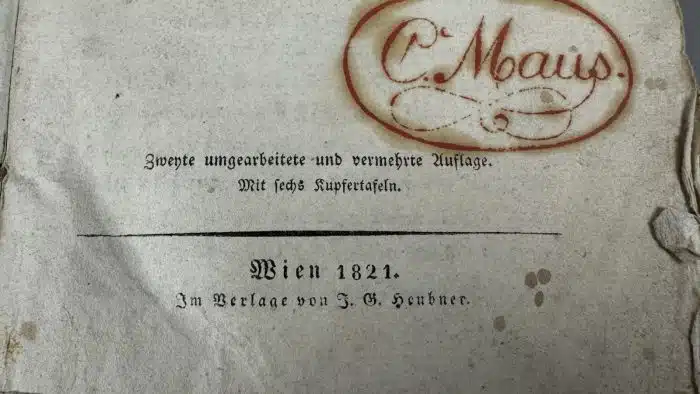 C. Maus.
Zweyte umgearbeitete und vermehrte Auflage.
Mit sechs Kupfertafeln.
Wien 1821.
Im Verlage von J. G. Heubner.